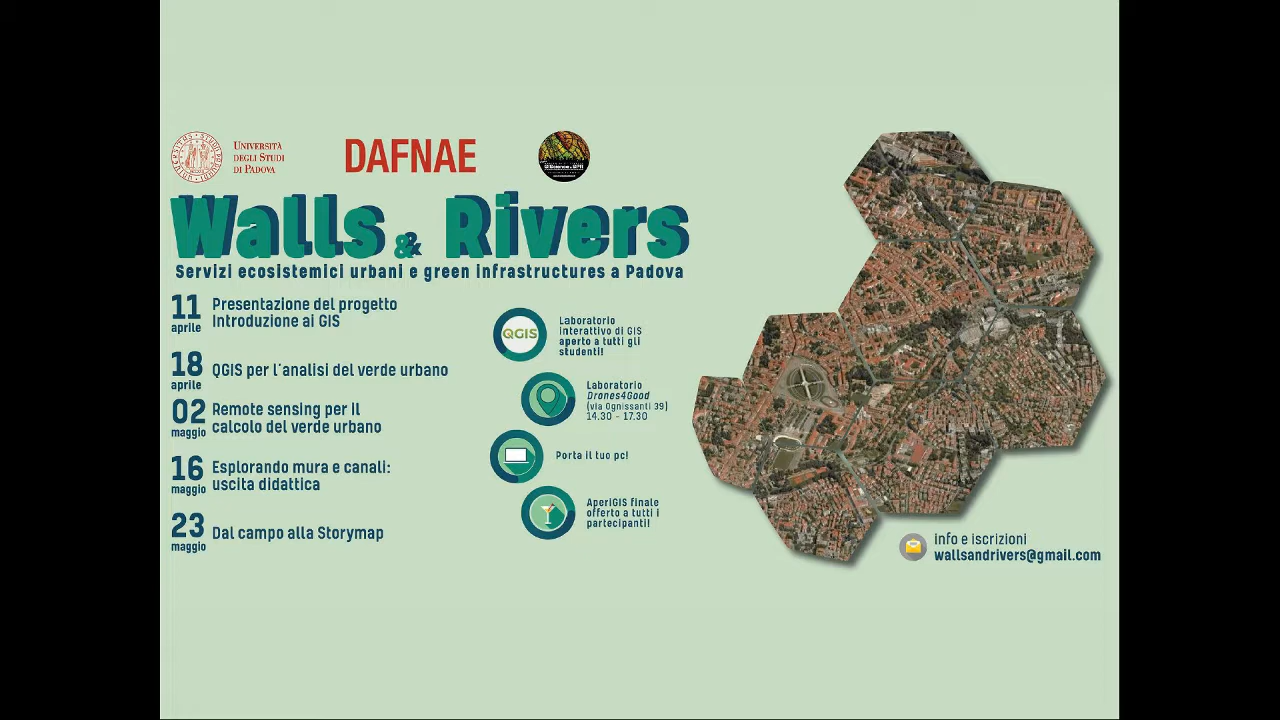 UNIVERSITÀ
DEGLI STUDI
DI PADOVA
DAFNAE
Walls & Rivers
Servizi ecosistemici urbani e green infrastructures a Padova
11
aprile
Presentazione del progetto
Introduzione ai GIS
18
aprile
QGIS per l'analisi del verde urbano
02
maggio
Remote sensing per il
calcolo del verde urbano
16
maggio
Esplorando mura e canali:
uscita didattica
23
maggio
Dal campo alla Storymap
QGIS
Laboratorio
interattivo di GIS
aperto a tutti gli
studenti!
Laboratorio
Drones4Good
(via Ognissanti 39)
14.30 - 17.30
Porta il tuo pc!
AperiGIS finale
offerto a tutti i
partecipanti!
info e iscrizioni
wallsandrivers@gmail.com